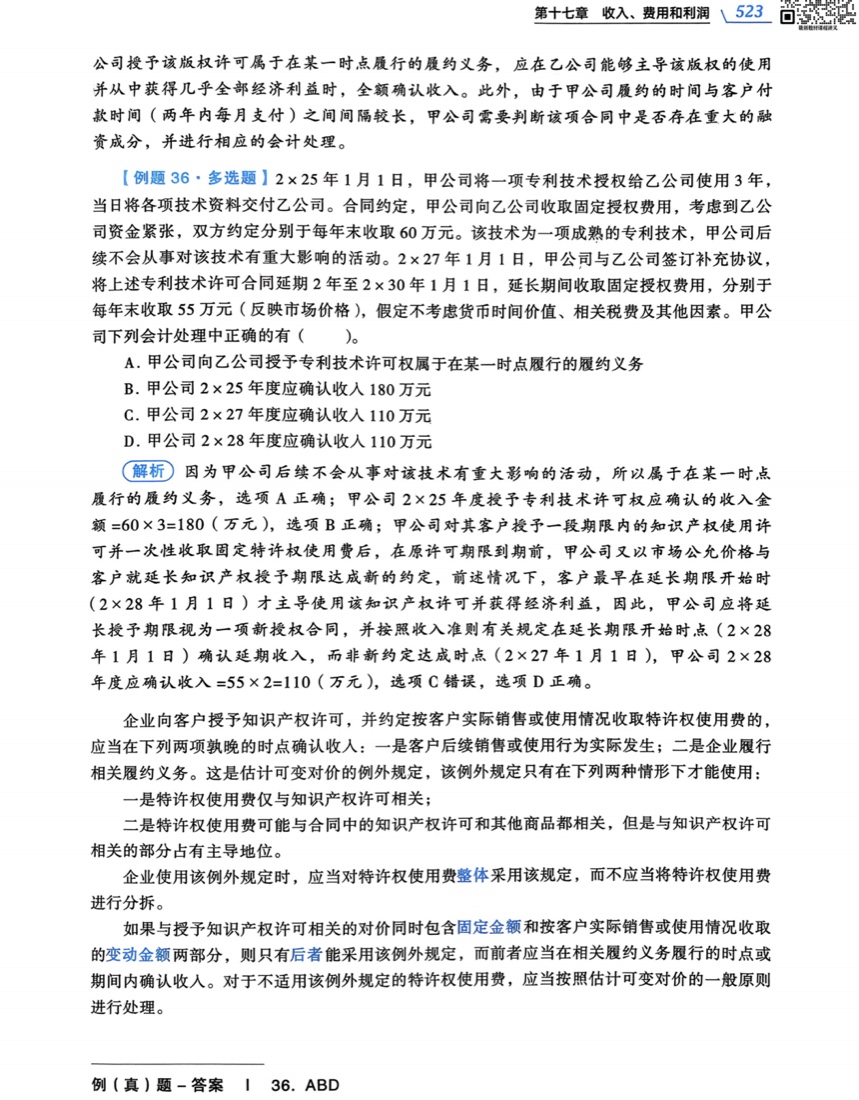 第十七章 收入、费用和利润 523
公司授予该版权许可属于在某一时点履行的履约义务，应在乙公司能够主导该版权的使用
并从中获得几乎全部经济利益时，全额确认收入。此外，由于甲公司履约的时间与客户付
款时间（两年内每月支付）之间间隔较长，甲公司需要判断该项合同中是否存在重大的融
资成分，并进行相应的会计处理。
【例题 36·多选题】2×25 年 1 月 1 日，甲公司将一项专利技术授权给乙公司使用 3 年，
当日将各项技术资料交付乙公司。合同约定，甲公司向乙公司收取固定授权费用，考虑到乙公
司资金紧张，双方约定分别于每年末收取 60 万元。该技术为一项成熟的专利技术，甲公司后
续不会从事对该技术有重大影响的活动。2×27 年 1 月 1 日，甲公司与乙公司签订补充协议，
将上述专利技术许可合同延期 2 年至 2×30 年 1 月 1 日，延长期间收取固定授权费用，分别于
每年末收取 55 万元（反映市场价格），假定不考虑货币时间价值、相关税费及其他因素。甲公
司下列会计处理中正确的有（ ）。
A. 甲公司向乙公司授予专利技术许可权属于在某一时点履行的履约义务
B. 甲公司 2×25 年度应确认收入 180 万元
C. 甲公司 2×27 年度应确认收入 110 万元
D. 甲公司 2×28 年度应确认收入 110 万元
解析 因为甲公司后续不会从事对该技术有重大影响的活动，所以属于在某一时点
履行的履约义务，选项 A 正确；甲公司 2×25 年度授予专利技术许可权应确认的收入金
额 =60×3=180（万元），选项 B 正确；甲公司对其客户授予一段期限内的知识产权使用许
可并一次性收取固定特许权使用费后，在原许可期限到期前，甲公司又以市场公允价格与
客户就延长知识产权授予期限达成新的约定，前述情况下，客户最早在延长期限开始时
（2×28 年 1 月 1 日）才主导使用该知识产权许可并获得经济利益，因此，甲公司应将延
长授予期限视为一项新授权合同，并按照收入准则有关规定在延长期限开始时点（2×28
年 1 月 1 日）确认延期收入，而非新约定达成时点（2×27 年 1 月 1 日），甲公司 2×28
年度应确认收入 =55×2=110（万元），选项 C 错误，选项 D 正确。
企业向客户授予知识产权许可，并约定按客户实际销售或使用情况收取特许权使用费的，
应当在下列两项孰晚的时点确认收入：一是客户后续销售或使用行为实际发生；二是企业履行
相关履约义务。这是估计可变对价的例外规定，该例外规定只有在下列两种情形下才能使用：
一是特许权使用费仅与知识产权许可相关；
二是特许权使用费可能与合同中的知识产权许可和其他商品都相关，但是与知识产权许可
相关的部分占有主导地位。
企业使用该例外规定时，应当对特许权使用费整体采用该规定，而不应当将特许权使用费
进行分拆。
如果与授予知识产权许可相关的对价同时包含固定金额和按客户实际销售或使用情况收取
的变动金额两部分，则只有后者能采用该例外规定，而前者应当在相关履约义务履行的时点或
期间内确认收入。对于不适用该例外规定的特许权使用费，应当按照估计可变对价的一般原则
进行处理。
例（真）题－答案 | 36. ABD